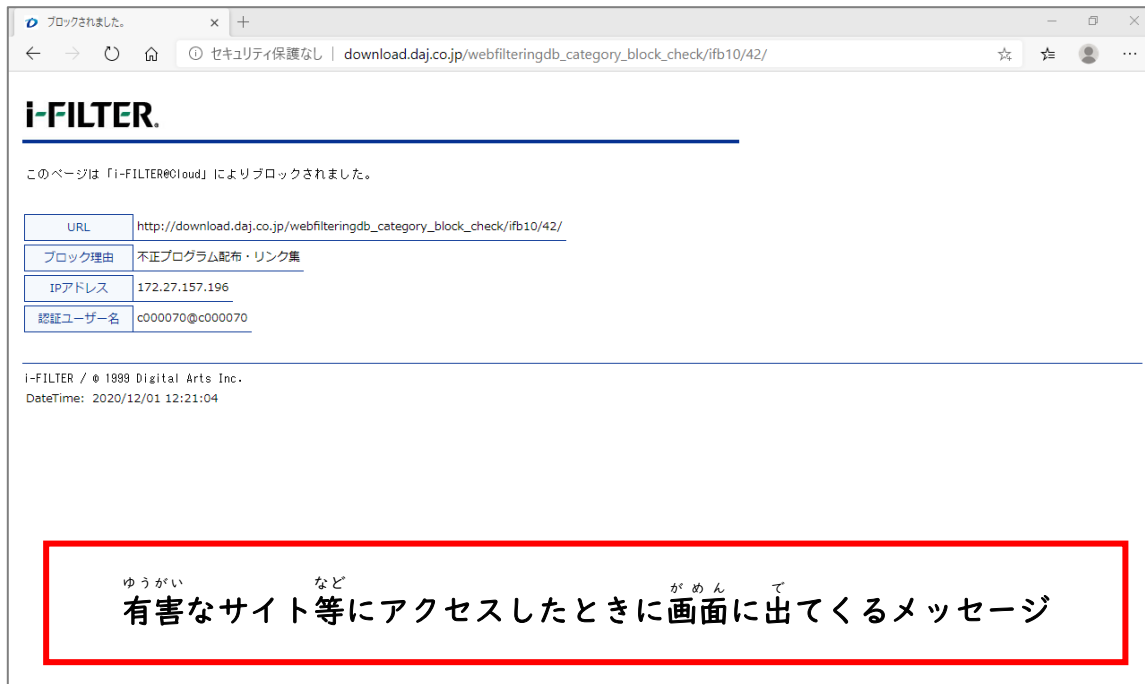 ブロックされました。
セキュリティ保護なし | download.daj.co.jp/webfilteringdb_category_block_check/ifb10/42/
i-FILTER.
このページは「i-FILTER@Cloud」によりブロックされました。
URL http://download.daj.co.jp/webfilteringdb_category_block_check/ifb10/42/
ブロック理由 不正プログラム配布・リンク集
IPアドレス 172.27.157.196
認証ユーザー名 c000070@c000070
i-FILTER / © 1999 Digital Arts Inc.
DateTime: 2020/12/01 12:21:04
ゆうがい など がめん で
有害なサイト等にアクセスしたときに画面に出てくるメッセージ